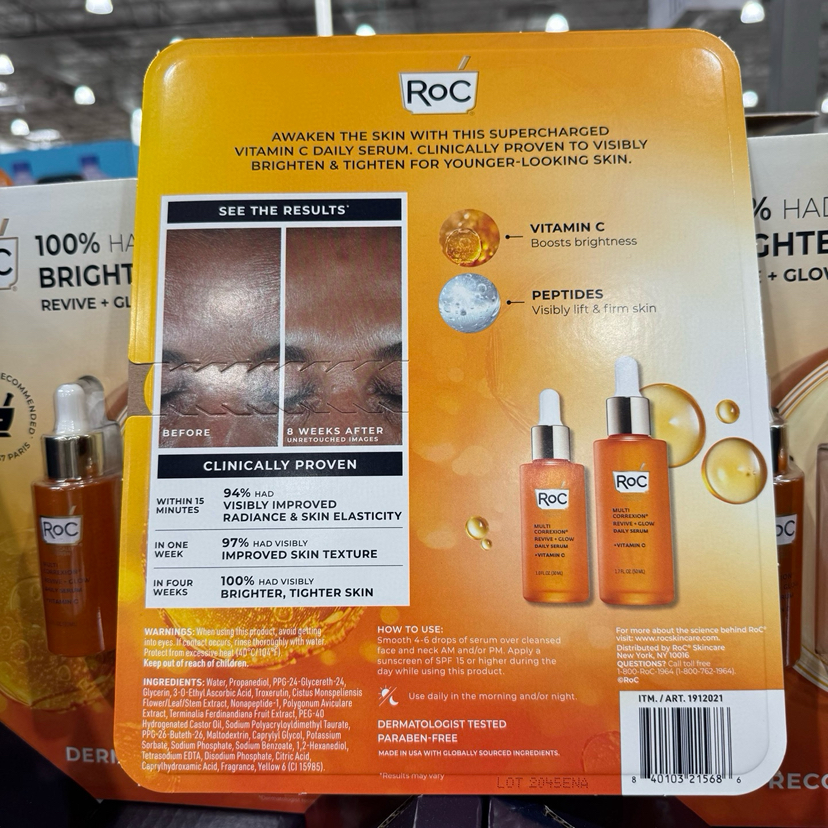 RoC
AWAKEN THE SKIN WITH THIS SUPERCHARGED
VITAMIN C DAILY SERUM. CLINICALLY PROVEN TO VISIBLY
BRIGHTEN & TIGHTEN FOR YOUNGER-LOOKING SKIN.
SEE THE RESULTS*
BEFORE
8 WEEKS AFTER
UNRETOUCHED IMAGES
CLINICALLY PROVEN
WITHIN 15
MINUTES
94% HAD
VISIBLY IMPROVED
RADIANCE & SKIN ELASTICITY
IN ONE
WEEK
97% HAD VISIBLY
IMPROVED SKIN TEXTURE
IN FOUR
WEEKS
100% HAD VISIBLY
BRIGHTER, TIGHTER SKIN
VITAMIN C
Boosts brightness
PEPTIDES
Visibly lift & firm skin
RoC
MULTI
CORREXION®
REVIVE + GLOW
DAILY SERUM
+VITAMIN C
RoC
MULTI
CORREXION®
REVIVE + GLOW
DAILY SERUM
+VITAMIN C
WARNINGS: When using this product, avoid getting
into eyes. If contact occurs, rinse thoroughly with water.
Protect from excessive heat (40°C/104°F).
Keep out of reach of children.
INGREDIENTS: Water, Propanediol, PPG-24-Glycereth-24,
Glycerin, 3-O-Ethyl Ascorbic Acid, Troxerutin, Cistus Monspeliensis
Flower/Leaf/Stem Extract, Nonapeptide-1, Polygonum Aviculare
Extract, Terminalia Ferdinandiana Fruit Extract, PEG-40
Hydrogenated Castor Oil, Sodium Polyacryloyldimethyl Taurate,
PPG-26-Buteth-26, Maltodextrin, Caprylyl Glycol, Potassium
Sorbate, Sodium Phosphate, Sodium Benzoate, 1,2-Hexanediol,
Tetrasodium EDTA, Disodium Phosphate, Citric Acid,
Caprylhydroxamic Acid, Fragrance, Yellow 6 (CI 15985).
HOW TO USE:
Smooth 4-6 drops of serum over cleansed
face and neck AM and/or PM. Apply a
sunscreen of SPF 15 or higher during the
day while using this product.
Use daily in the morning and/or night.
DERMATOLOGIST TESTED
PARABEN-FREE
MADE IN USA WITH GLOBALLY SOURCED INGREDIENTS.
*Results may vary
LOT 2045ENA
For more about the science behind RoC®
visit: www.rocskincare.com.
Distributed by RoC® Skincare
New York, NY 10016
QUESTIONS? Call toll free
1-800-RoC-1964 (1-800-762-1964).
©RoC
ITM. / ART. 1912021
8 40103 21568 6
100% HA
BRIGHT
REVIVE + GL
RoC
DER
% HAD
GHTE
+ GLOW
RECO